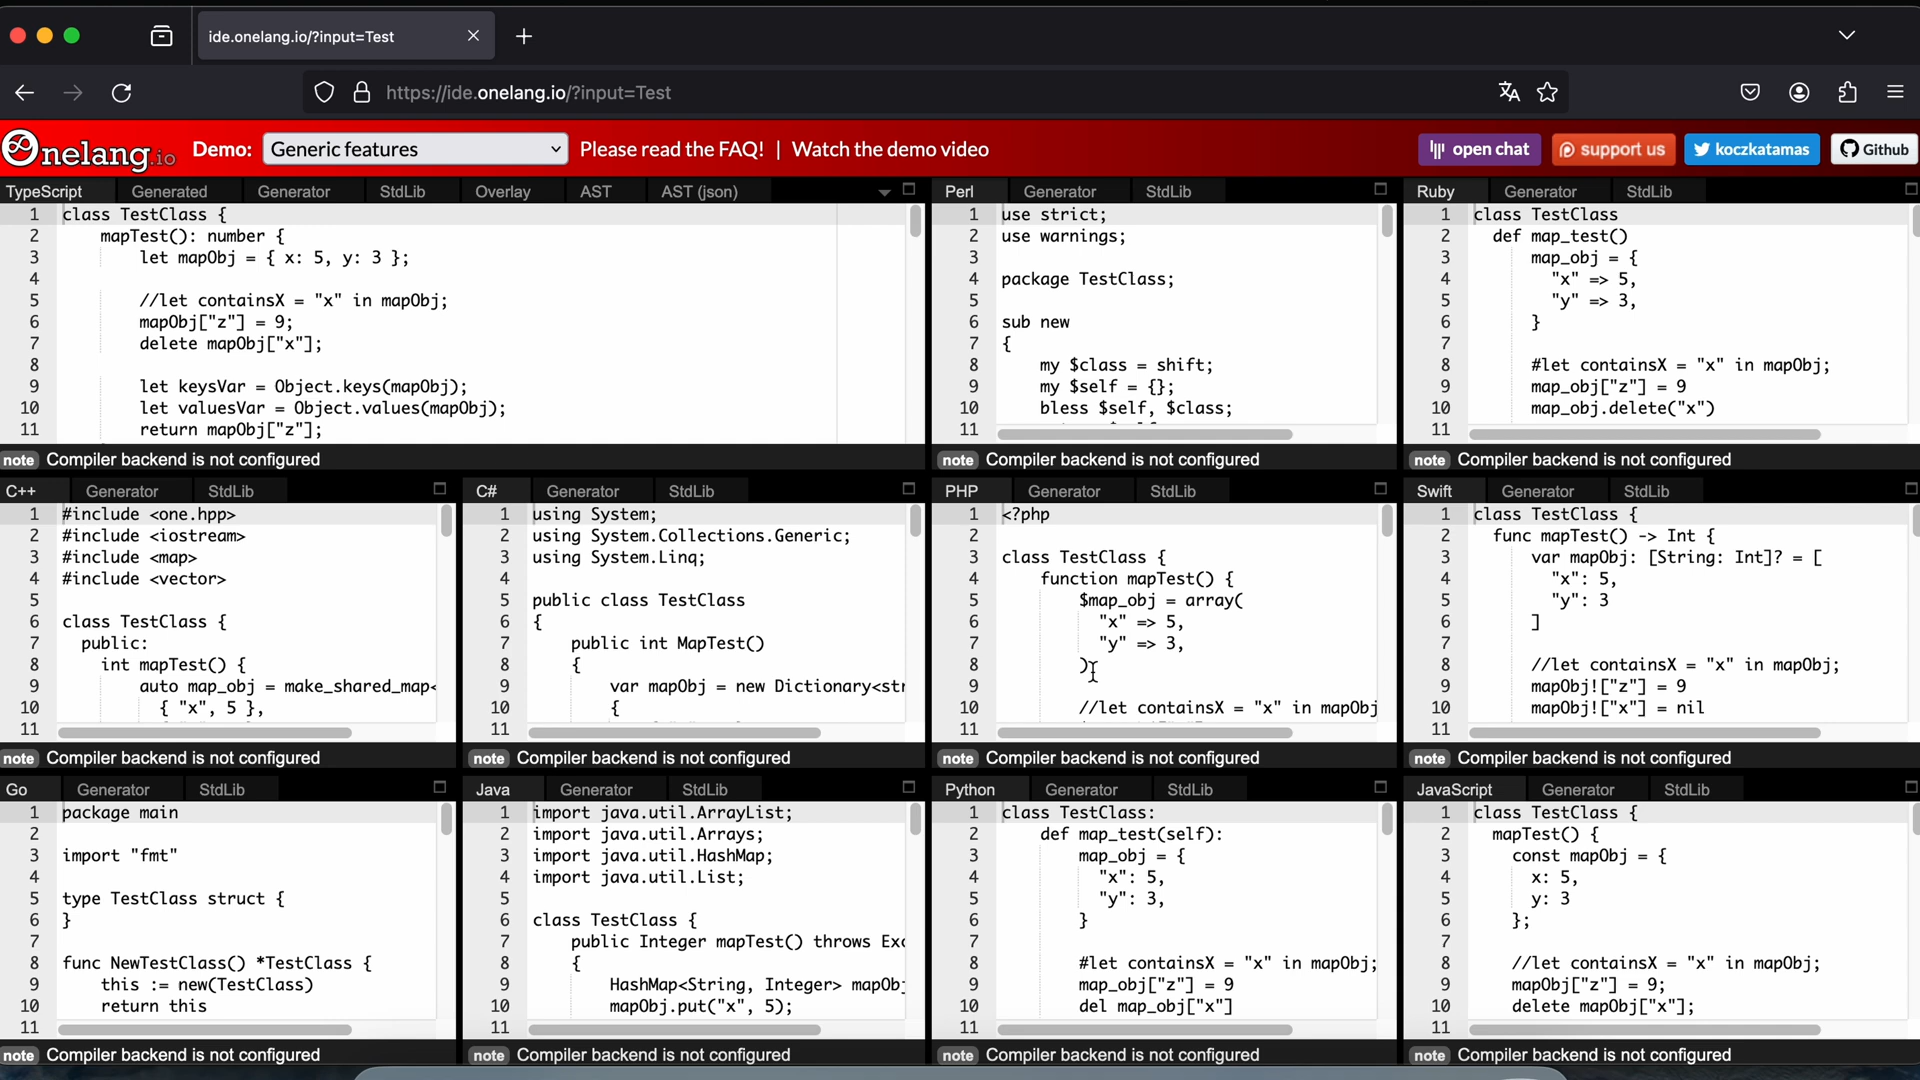 ide.onelang.io/?input=Test
https://ide.onelang.io/?input=Test
Onelang.io Demo: Generic features Please read the FAQ! | Watch the demo video open chat support us koczkatamas Github
TypeScript Generated Generator StdLib Overlay AST AST (json)
1 class TestClass {
2 mapTest(): number {
3 let mapObj = { x: 5, y: 3 };
4
5 //let containsX = "x" in mapObj;
6 mapObj["z"] = 9;
7 delete mapObj["x"];
8
9 let keysVar = Object.keys(mapObj);
10 let valuesVar = Object.values(mapObj);
11 return mapObj["z"];
note Compiler backend is not configured
Perl Generator StdLib
1 use strict;
2 use warnings;
3
4 package TestClass;
5
6 sub new
7 {
8 my $class = shift;
9 my $self = {};
10 bless $self, $class;
11
note Compiler backend is not configured
Ruby Generator StdLib
1 class TestClass
2 def map_test()
3 map_obj = {
4 "x" => 5,
5 "y" => 3,
6 }
7
8 #let containsX = "x" in mapObj;
9 map_obj["z"] = 9
10 map_obj.delete("x")
11
note Compiler backend is not configured
C++ Generator StdLib
1 #include <one.hpp>
2 #include <iostream>
3 #include <map>
4 #include <vector>
5
6 class TestClass {
7 public:
8 int mapTest() {
9 auto map_obj = make_shared_map<
10 { "x", 5 },
11
note Compiler backend is not configured
C# Generator StdLib
1 using System;
2 using System.Collections.Generic;
3 using System.Linq;
4
5 public class TestClass
6 {
7 public int MapTest()
8 {
9 var mapObj = new Dictionary<str
10 {
11
note Compiler backend is not configured
PHP Generator StdLib
1 <?php
2
3 class TestClass {
4 function mapTest() {
5 $map_obj = array(
6 "x" => 5,
7 "y" => 3,
8 );
9
10 //let containsX = "x" in mapObj
11
note Compiler backend is not configured
Swift Generator StdLib
1 class TestClass {
2 func mapTest() -> Int {
3 var mapObj: [String: Int]? = [
4 "x": 5,
5 "y": 3
6 ]
7
8 //let containsX = "x" in mapObj;
9 mapObj!["z"] = 9
10 mapObj!["x"] = nil
11
note Compiler backend is not configured
Go Generator StdLib
1 package main
2
3 import "fmt"
4
5 type TestClass struct {
6 }
7
8 func NewTestClass() *TestClass {
9 this := new(TestClass)
10 return this
11
note Compiler backend is not configured
Java Generator StdLib
1 import java.util.ArrayList;
2 import java.util.Arrays;
3 import java.util.HashMap;
4 import java.util.List;
5
6 class TestClass {
7 public Integer mapTest() throws Exc
8 {
9 HashMap<String, Integer> mapObj
10 mapObj.put("x", 5);
11
note Compiler backend is not configured
Python Generator StdLib
1 class TestClass:
2 def map_test(self):
3 map_obj = {
4 "x": 5,
5 "y": 3,
6 }
7
8 #let containsX = "x" in mapObj;
9 map_obj["z"] = 9
10 del map_obj["x"]
11
note Compiler backend is not configured
JavaScript Generator StdLib
1 class TestClass {
2 mapTest() {
3 const mapObj = {
4 x: 5,
5 y: 3
6 };
7
8 //let containsX = "x" in mapObj;
9 mapObj["z"] = 9;
10 delete mapObj["x"];
11
note Compiler backend is not configured